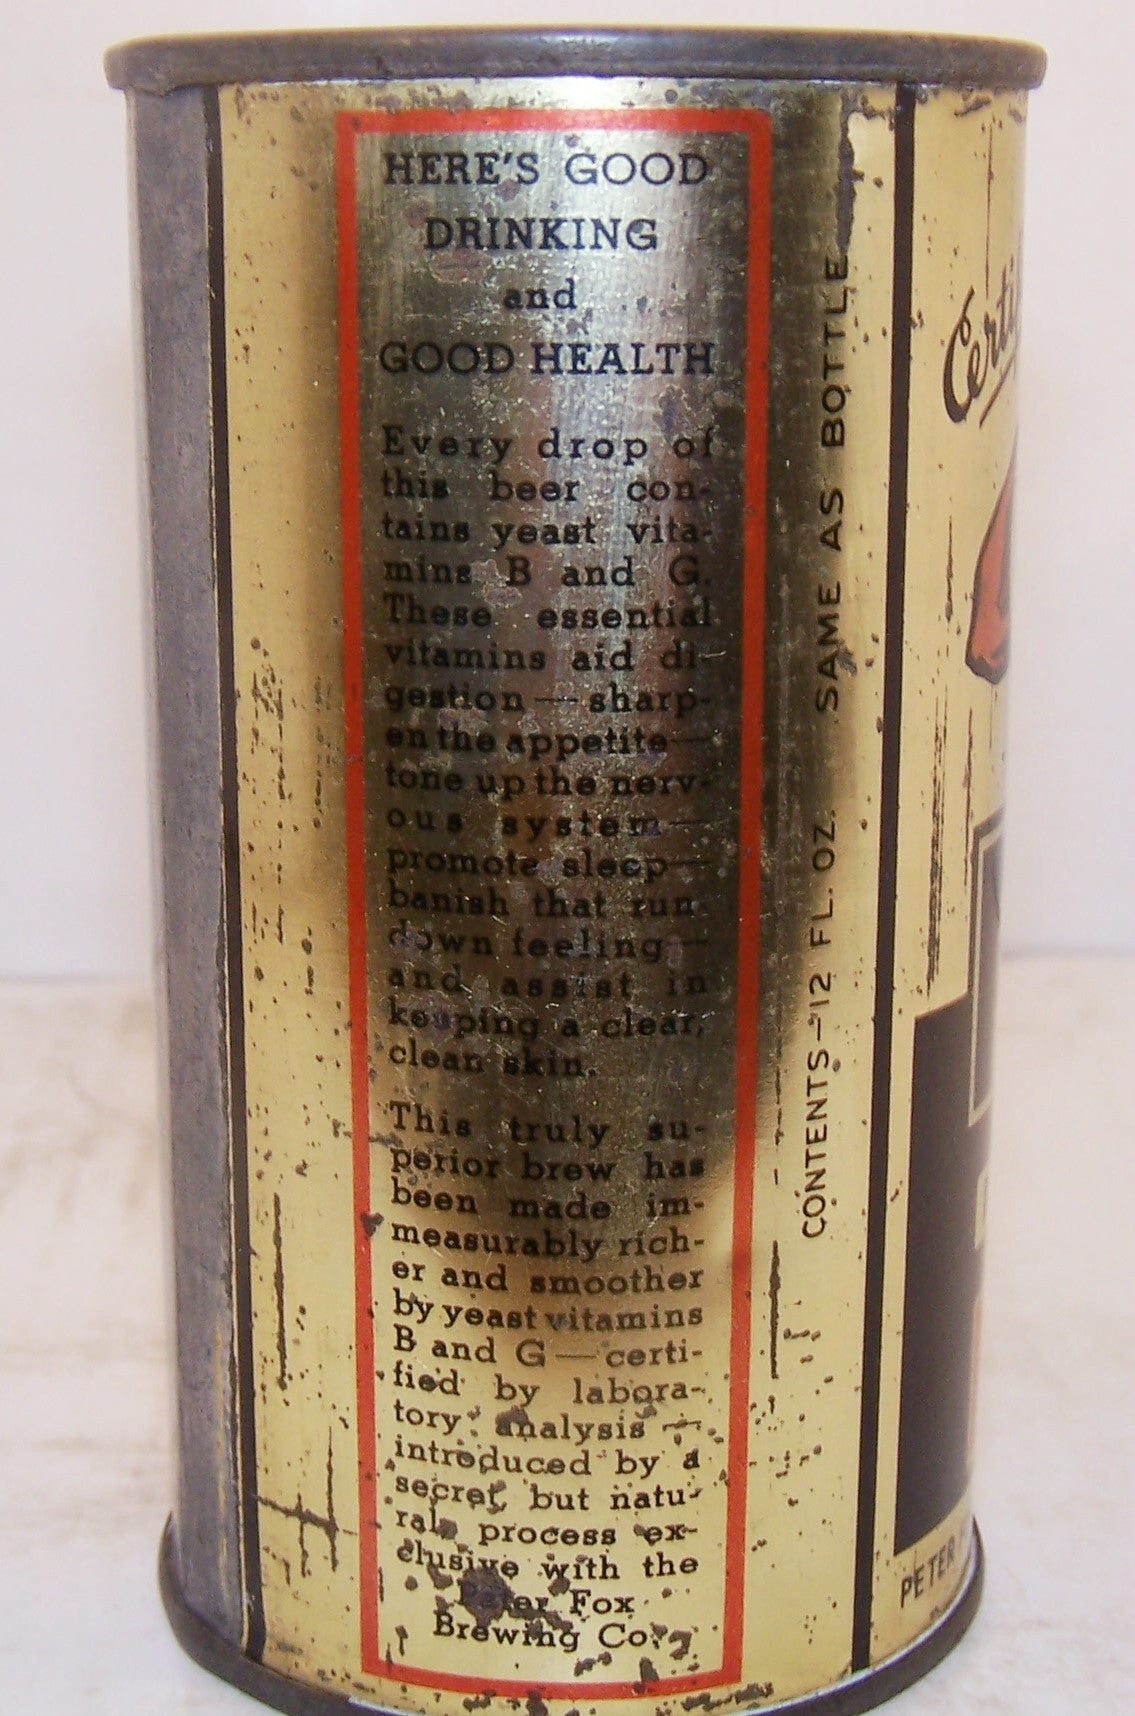 HERE'S GOOD
DRINKING
and
GOOD HEALTH
Every drop of
this beer con-
tains yeast vita-
mins B and G.
These essential
vitamins aid di-
gestion — sharp-
en the appetite —
tone up the nerv-
ous system —
promote sleep —
banish that run-
down feeling —
and assist in
keeping a clear,
clean skin.
This truly su-
perior brew has
been made im-
measurably rich-
er and smoother
by yeast vitamins
B and G — certi-
fied by labora-
tory analysis —
introduced by a
secret, but natu-
ral, process ex-
clusive with the
Peter Fox
Brewing Co.
CONTENTS—12 FL. OZ. SAME AS BOTTLE
Certi
PETER